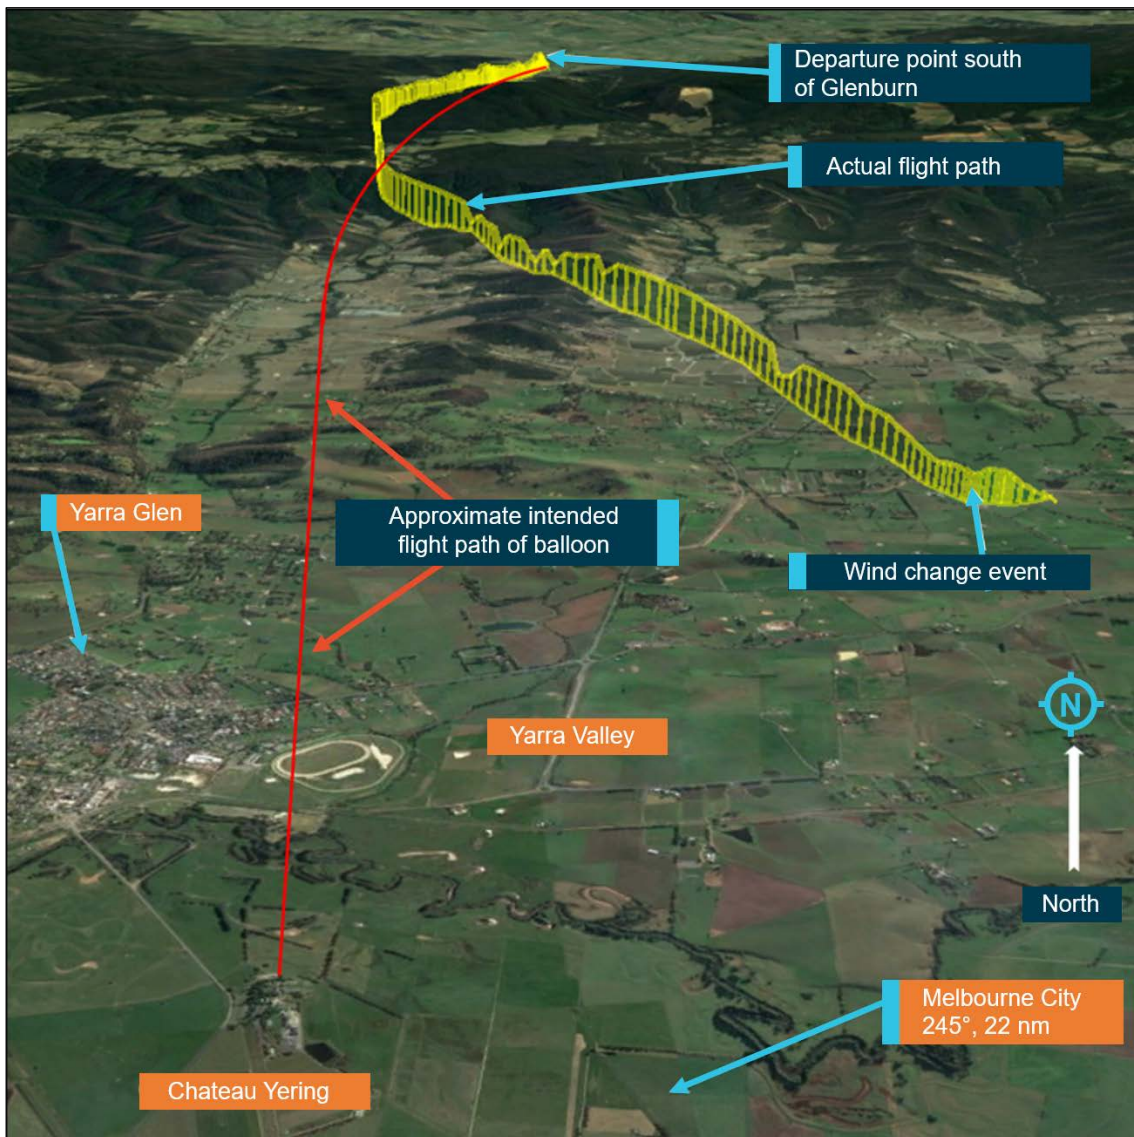 Departure point south
of Glenburn
Actual flight path
Yarra Glen
Approximate intended
flight path of balloon
Wind change event
N
Yarra Valley
North
Melbourne City
245°, 22 nm
Chateau Yering